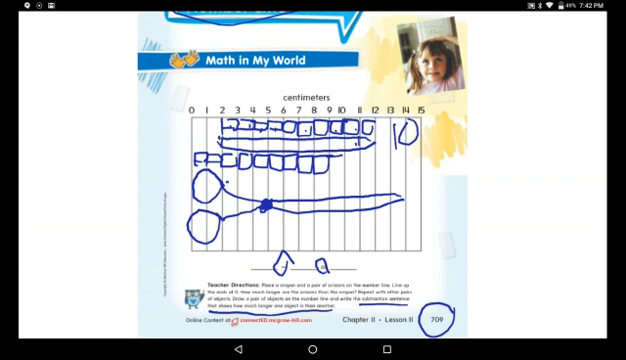 49% 7:42 PM
Math in My World
centimeters
0 1 2 3 4 5 6 7 8 9 10 11 12 13 14 15
10
Teacher Directions: Place a crayon and a pair of scissors on the number line. Line up
the ends at 0. How much longer are the scissors than the crayon? Repeat with other pairs
of objects. Draw a pair of objects on the number line and write the subtraction sentence
that shows how much longer one object is than another.
Online Content at connectED.mcgraw-hill.com
Chapter 11 • Lesson 11
709